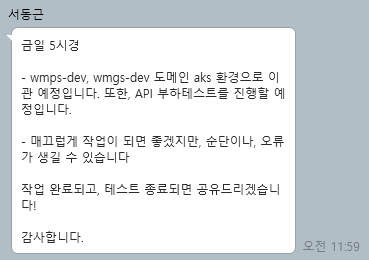 서동근
금일 5시경
- wmps-dev, wmgs-dev 도메인 aks 환경으로 이
관 예정입니다. 또한, API 부하테스트를 진행할 예
정입니다.
- 매끄럽게 작업이 되면 좋겠지만, 순단이나, 오류
가 생길 수 있습니다
작업 완료되고, 테스트 종료되면 공유드리겠습니
다!
감사합니다.
오전 11:59